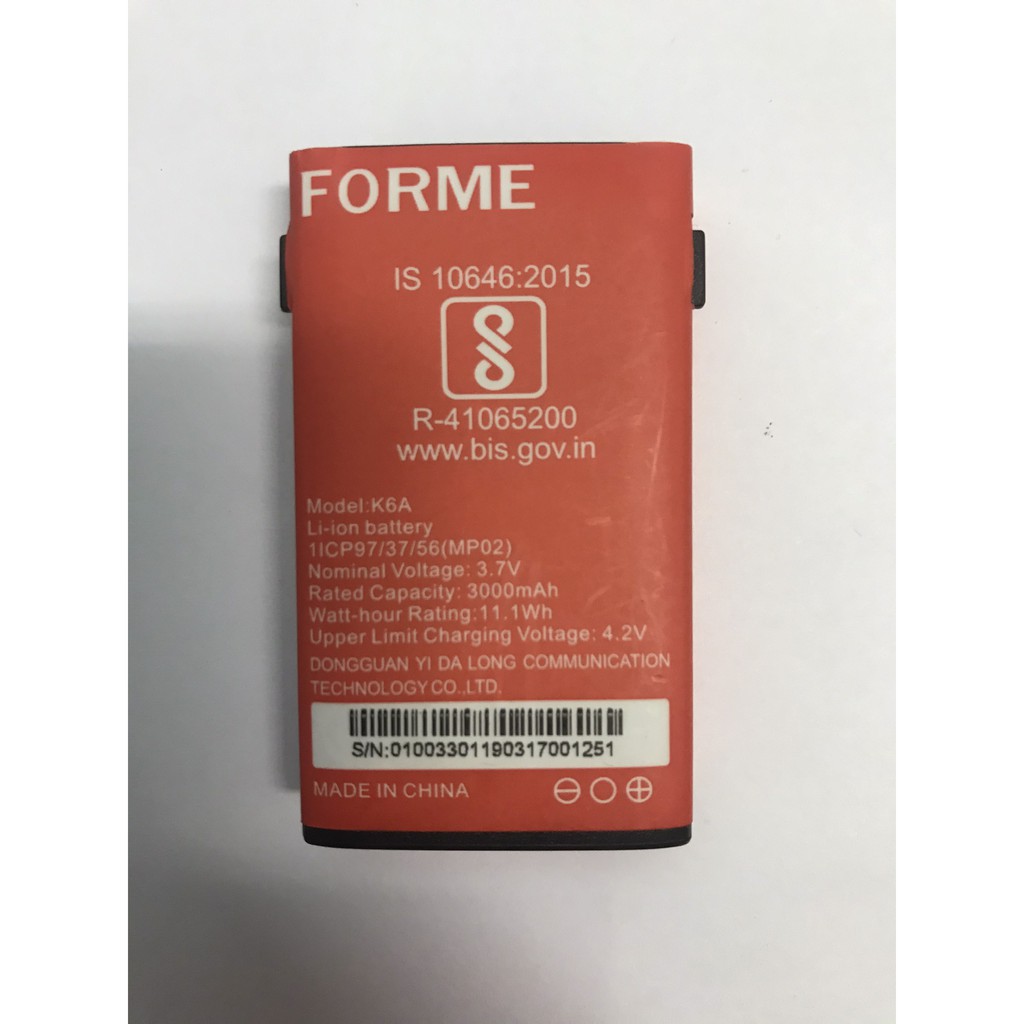 FORME
IS 10646:2015
R-41065200
www.bis.gov.in
Model:K6A
Li-ion battery
1ICP97/37/56(MP02)
Nominal Voltage: 3.7V
Rated Capacity: 3000mAh
Watt-hour Rating:11.1Wh
Upper Limit Charging Voltage: 4.2V
DONGGUAN YI DA LONG COMMUNICATION
TECHNOLOGY CO.,LTD.
S/N:01003301190317001251
MADE IN CHINA